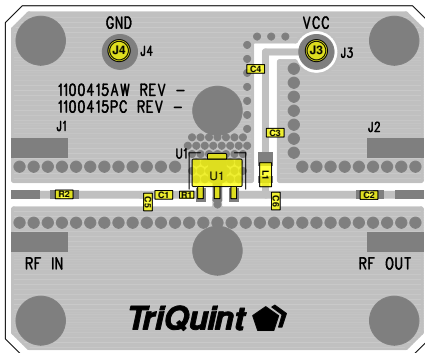 GND VCC
J4 J4 J3 J3
C4
1100415AW REV -
1100415PC REV -
J1 C3 J2
U1
U1 L1
R2 C5 C1 R1 C6 C2
RF IN RF OUT
TriQuint